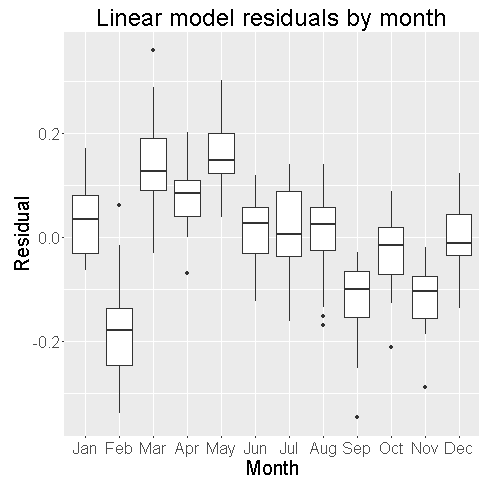 Linear model residuals by month
Residual
0.2
0.0
-0.2
Jan Feb Mar Apr May Jun Jul Aug Sep Oct Nov Dec
Month